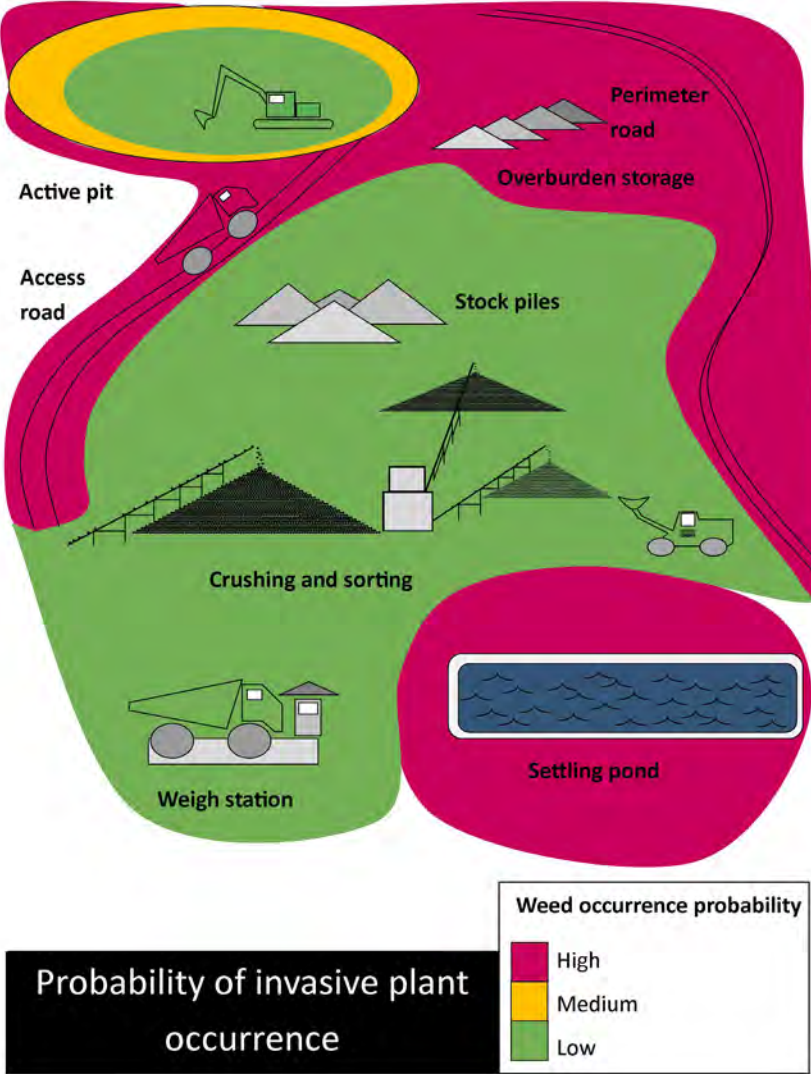 Perimeter
road
Overburden storage
Active pit
Access
road
Stock piles
Crushing and sorting
Settling pond
Weigh station
Weed occurrence probability
High
Medium
Low
Probability of invasive plant
occurrence